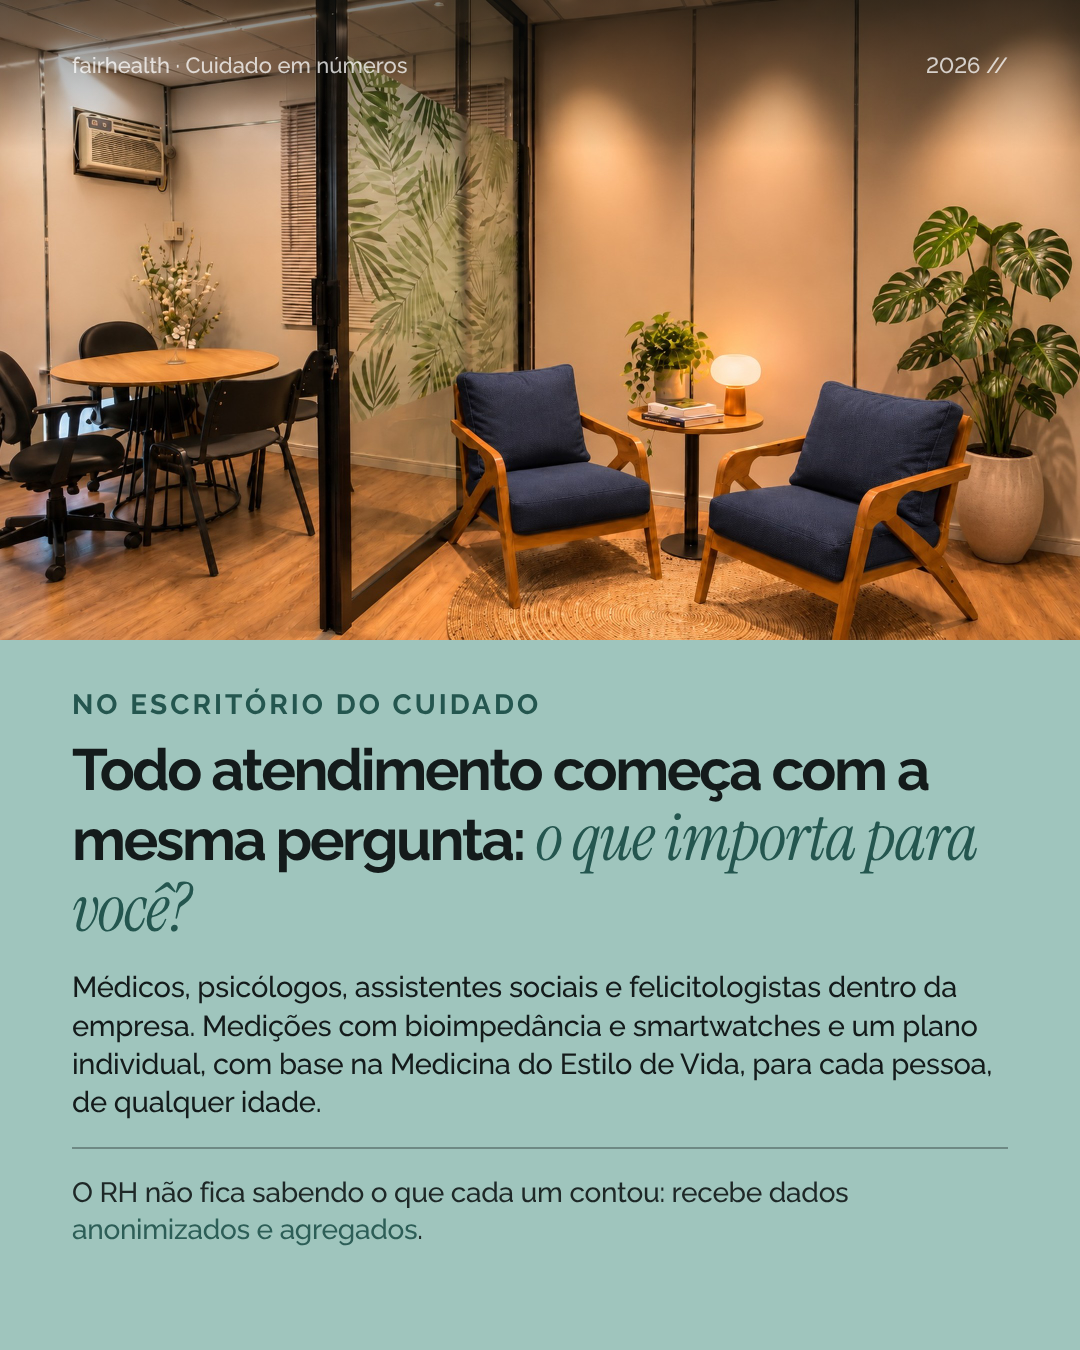 fairhealth · Cuidado em números
2026 //
NO ESCRITÓRIO DO CUIDADO
Todo atendimento começa com a
mesma pergunta: o que importa para
você?
Médicos, psicólogos, assistentes sociais e felicitologistas dentro da
empresa. Medições com bioimpedância e smartwatches e um plano
individual, com base na Medicina do Estilo de Vida, para cada pessoa,
de qualquer idade.
O RH não fica sabendo o que cada um contou: recebe dados
anonimizados e agregados.